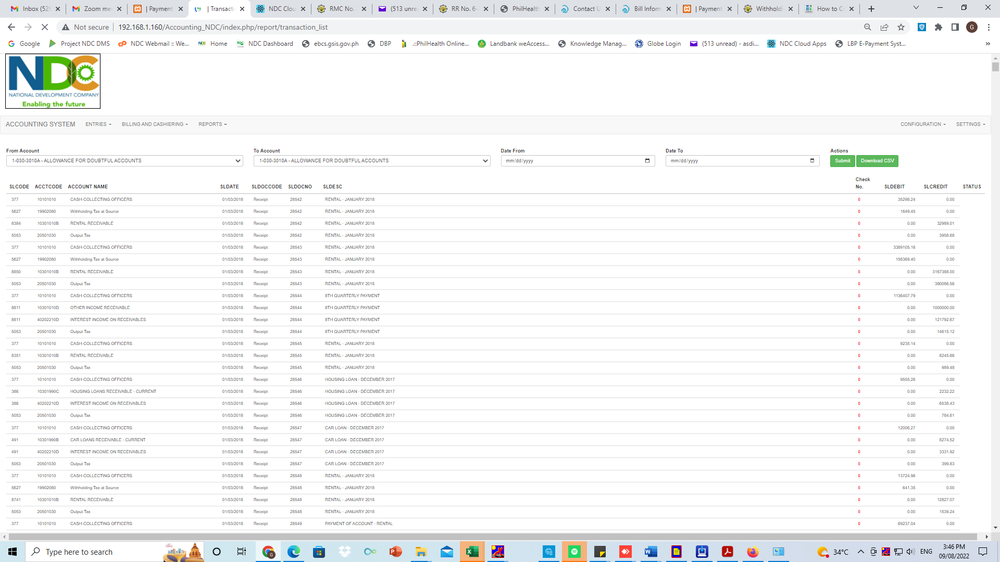 Inbox (529
Zoom me
| Payment
| Transacti
NDC Clou
RMC No.
(513 unre
RR No. 6-
PhilHealth
Contact U
Bill Inform
| Payment
Withholdi
How to Co
Not secure
192.168.1.160/Accounting_NDC/index.php/report/transaction_list
G
Google
Project NDC DMS
NDC Webmail :: We...
Home
NDC Dashboard
ebcs.gsis.gov.ph
DBP
.::PhilHealth Online...
Landbank weAccess...
Knowledge Manag...
Globe Login
(513 unread) - asdi...
NDC Cloud Apps
LBP E-Payment Syst...
NDC
NATIONAL DEVELOPMENT COMPANY
Enabling the future
ACCOUNTING SYSTEM ENTRIES BILLING AND CASHIERING REPORTS CONFIGURATION SETTINGS
From Account To Account Date From Date To Actions
1-030-3010A - ALLOWANCE FOR DOUBTFUL ACCOUNTS 1-030-3010A - ALLOWANCE FOR DOUBTFUL ACCOUNTS mm/dd/yyyy mm/dd/yyyy Submit Download CSV
SLCODE ACCTCODE ACCOUNT NAME SLDATE SLDOCCODE SLDOCNO SLDESC Check No. SLDEBIT SLCREDIT STATUS
377 10101010 CASH-COLLECTING OFFICERS 01/03/2018 Receipt 28542 RENTAL - JANUARY 2018 0 35298.24 0.00
5627 19902080 Withholding Tax at Source 01/03/2018 Receipt 28542 RENTAL - JANUARY 2018 0 1649.45 0.00
8384 10301010B RENTAL RECEIVABLE 01/03/2018 Receipt 28542 RENTAL - JANUARY 2018 0 0.00 32989.01
5053 20501030 Output Tax 01/03/2018 Receipt 28542 RENTAL - JANUARY 2018 0 0.00 3958.68
377 10101010 CASH-COLLECTING OFFICERS 01/03/2018 Receipt 28543 RENTAL - JANUARY 2018 0 3389105.16 0.00
5627 19902080 Withholding Tax at Source 01/03/2018 Receipt 28543 RENTAL - JANUARY 2018 0 158369.40 0.00
8850 10301010B RENTAL RECEIVABLE 01/03/2018 Receipt 28543 RENTAL - JANUARY 2018 0 0.00 3167388.00
5053 20501030 Output Tax 01/03/2018 Receipt 28543 RENTAL - JANUARY 2018 0 0.00 380086.56
377 10101010 CASH-COLLECTING OFFICERS 01/03/2018 Receipt 28544 8TH QUARTERLY PAYMENT 0 1136407.79 0.00
8811 10301010D OTHER INCOME RECEIVABLE 01/03/2018 Receipt 28544 8TH QUARTERLY PAYMENT 0 0.00 1000000.00
8811 40202210D INTEREST INCOME ON RECEIVABLES 01/03/2018 Receipt 28544 8TH QUARTERLY PAYMENT 0 0.00 121792.67
5053 20501030 Output Tax 01/03/2018 Receipt 28544 8TH QUARTERLY PAYMENT 0 0.00 14615.12
377 10101010 CASH-COLLECTING OFFICERS 01/03/2018 Receipt 28545 RENTAL - JANUARY 2018 0 9235.14 0.00
8351 10301010B RENTAL RECEIVABLE 01/03/2018 Receipt 28545 RENTAL - JANUARY 2018 0 0.00 8245.66
5053 20501030 Output Tax 01/03/2018 Receipt 28545 RENTAL - JANUARY 2018 0 0.00 989.48
377 10101010 CASH-COLLECTING OFFICERS 01/03/2018 Receipt 28546 HOUSING LOAN - DECEMBER 2017 0 9555.26 0.00
386 10301990C HOUSING LOANS RECEIVABLE - CURRENT 01/03/2018 Receipt 28546 HOUSING LOAN - DECEMBER 2017 0 0.00 2232.22
386 40202210D INTEREST INCOME ON RECEIVABLES 01/03/2018 Receipt 28546 HOUSING LOAN - DECEMBER 2017 0 0.00 6538.43
5053 20501030 Output Tax 01/03/2018 Receipt 28546 HOUSING LOAN - DECEMBER 2017 0 0.00 784.61
377 10101010 CASH-COLLECTING OFFICERS 01/03/2018 Receipt 28547 CAR LOAN - DECEMBER 2017 0 12006.27 0.00
491 10301990B CAR LOANS RECEIVABLE - CURRENT 01/03/2018 Receipt 28547 CAR LOAN - DECEMBER 2017 0 0.00 8274.52
491 40202210D INTEREST INCOME ON RECEIVABLES 01/03/2018 Receipt 28547 CAR LOAN - DECEMBER 2017 0 0.00 3331.92
5053 20501030 Output Tax 01/03/2018 Receipt 28547 CAR LOAN - DECEMBER 2017 0 0.00 399.83
377 10101010 CASH-COLLECTING OFFICERS 01/03/2018 Receipt 28548 RENTAL - JANUARY 2018 0 13724.96 0.00
5627 19902080 Withholding Tax at Source 01/03/2018 Receipt 28548 RENTAL - JANUARY 2018 0 641.35 0.00
8741 10301010B RENTAL RECEIVABLE 01/03/2018 Receipt 28548 RENTAL - JANUARY 2018 0 0.00 12827.07
5053 20501030 Output Tax 01/03/2018 Receipt 28548 RENTAL - JANUARY 2018 0 0.00 1539.24
377 10101010 CASH-COLLECTING OFFICERS 01/03/2018 Receipt 28549 PAYMENT OF ACCOUNT - RENTAL 0 69237.04 0.00
Type here to search
34°C ENG
3:46 PM
09/08/2022